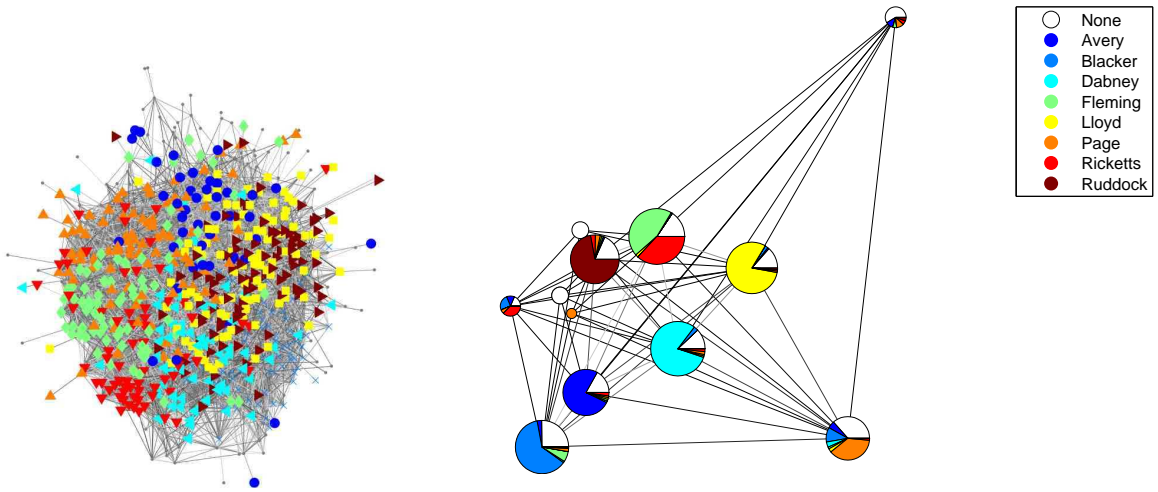 None
Avery
Blacker
Dabney
Fleming
Lloyd
Page
Ricketts
Ruddock